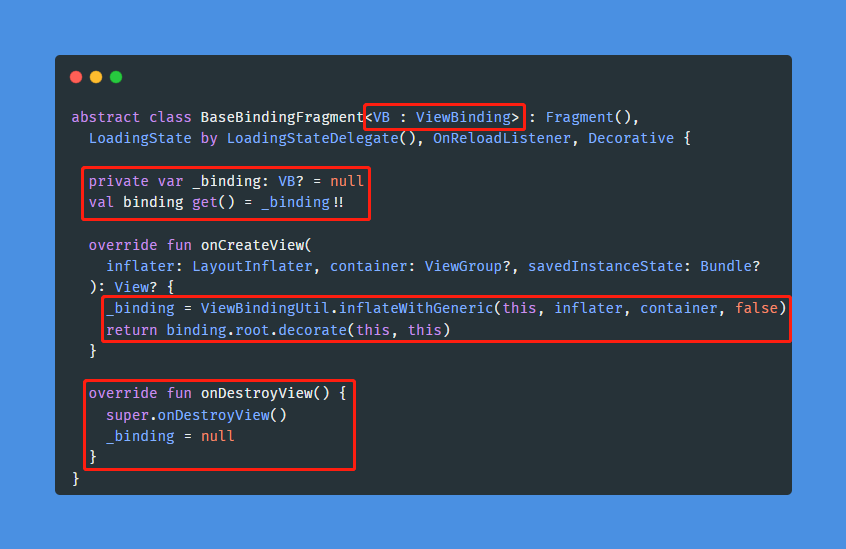 abstract class BaseBindingFragment<VB : ViewBinding> : Fragment(),
LoadingState by LoadingStateDelegate(), OnReloadListener, Decorative {
private var _binding: VB? = null
val binding get() = _binding!!
override fun onCreateView(
inflater: LayoutInflater, container: ViewGroup?, savedInstanceState: Bundle?
): View? {
_binding = ViewBindingUtil.inflateWithGeneric(this, inflater, container, false)
return binding.root.decorate(this, this)
}
override fun onDestroyView() {
super.onDestroyView()
_binding = null
}
}